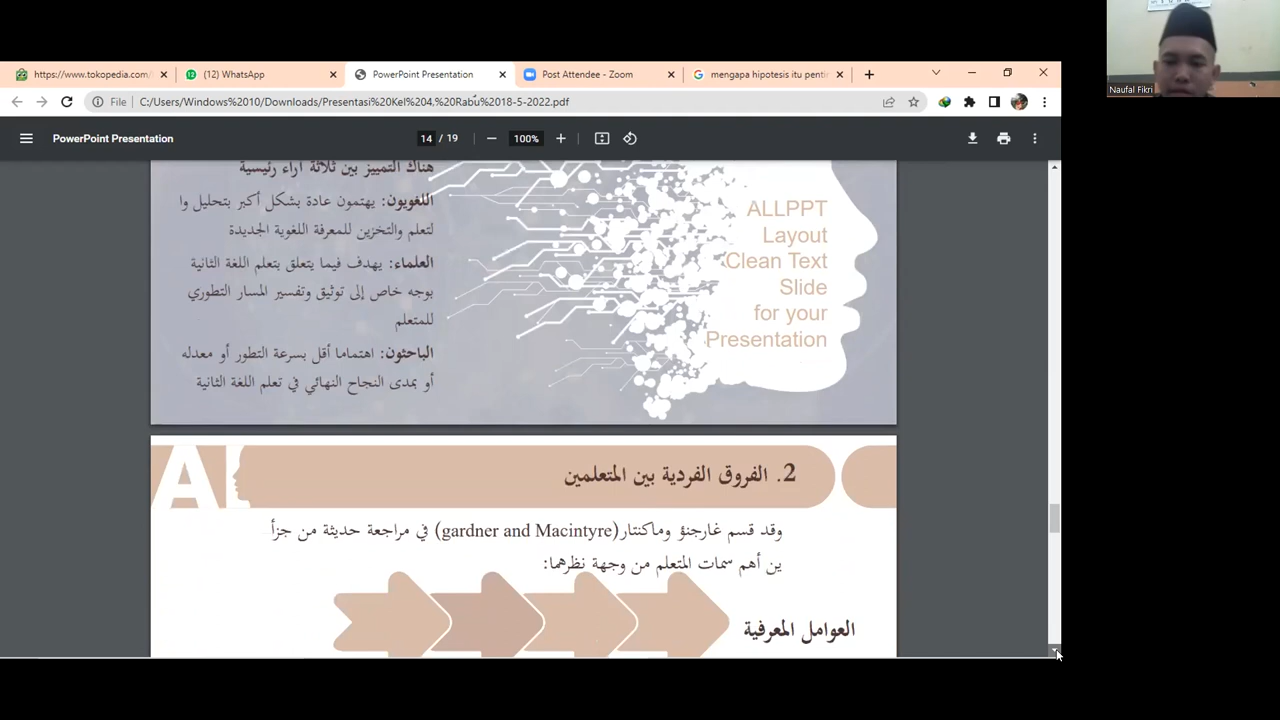 https://www.tokopedia.com/
(12) WhatsApp
PowerPoint Presentation
Post Attendee - Zoom
mengapa hipotesis itu penti
File
C:/Users/Windows%2010/Downloads/Presentasi%20Kel%204,%20Rabu%2018-5-2022.pdf
PowerPoint Presentation
14 / 19
100%
هناك التمييز بين ثلاثة آراء رئيسية
اللغويون: يهتمون عادة بشكل أكبر بتحليل وا
لتعلم والتخزين للمعرفة اللغوية الجديدة
العلماء: يهدف فيما يتعلق بتعلم اللغة الثانية
بوجه خاص إلى توثيق وتفسير المسار التطوري
للمتعلم
الباحثون: اهتماما أقل بسرعة التطور أو معدله
أو بمدى النجاح النهائي في تعلم اللغة الثانية
ALLPPT
Layout
Clean Text
Slide
for your
Presentation
2. الفروق الفردية بين المتعلمين
AL
وقد قسم غارجنؤ وماكنتار(gardner and Macintyre) في مراجعة حديثة من جزأ
ين أهم سمات المتعلم من وجهة نظرهما:
العوامل المعرفية
Naufal Fikri